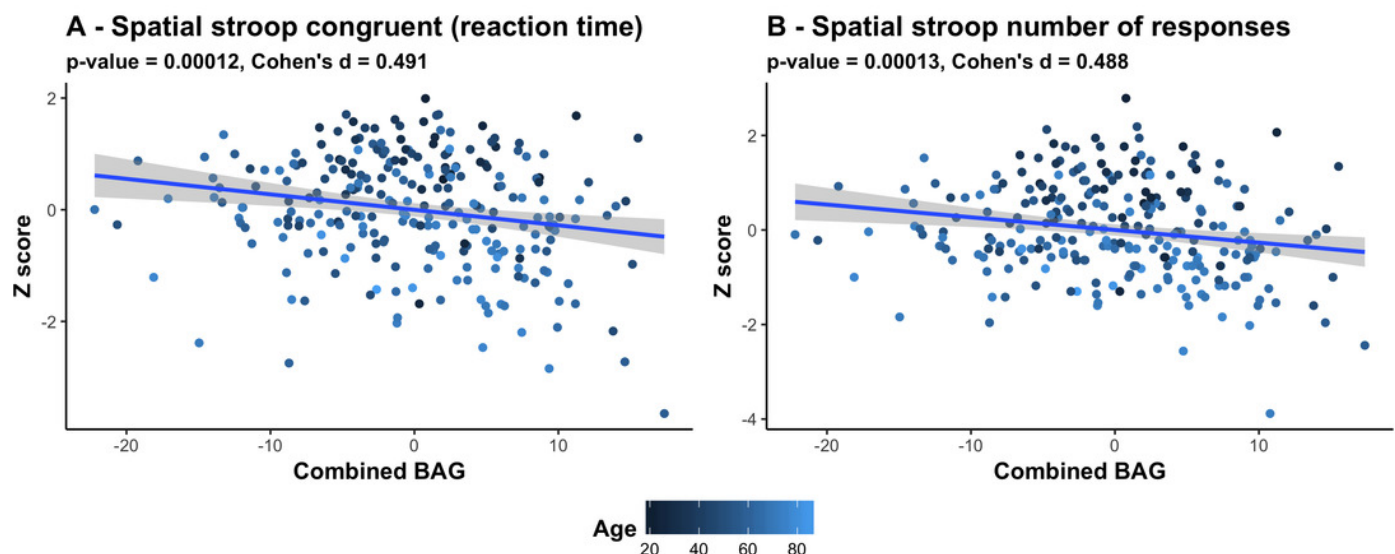 A - Spatial stroop congruent (reaction time)
p-value = 0.00012, Cohen's d = 0.491
2
0
-2
Z score
-20 -10 0 10
Combined BAG
B - Spatial stroop number of responses
p-value = 0.00013, Cohen's d = 0.488
2
0
-2
-4
Z score
-20 -10 0 10
Combined BAG
Age
20 40 60 80